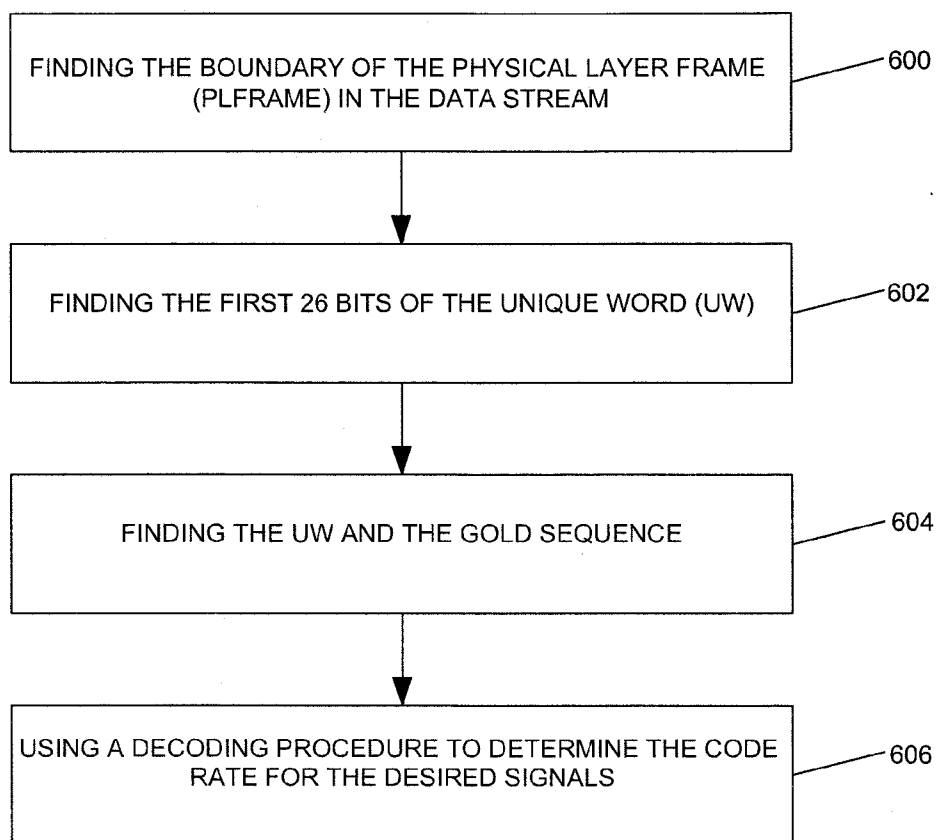 FINDING THE BOUNDARY OF THE PHYSICAL LAYER FRAME
(PLFRAME) IN THE DATA STREAM
600
FINDING THE FIRST 26 BITS OF THE UNIQUE WORD (UW)
602
FINDING THE UW AND THE GOLD SEQUENCE
604
USING A DECODING PROCEDURE TO DETERMINE THE CODE
RATE FOR THE DESIRED SIGNALS
606